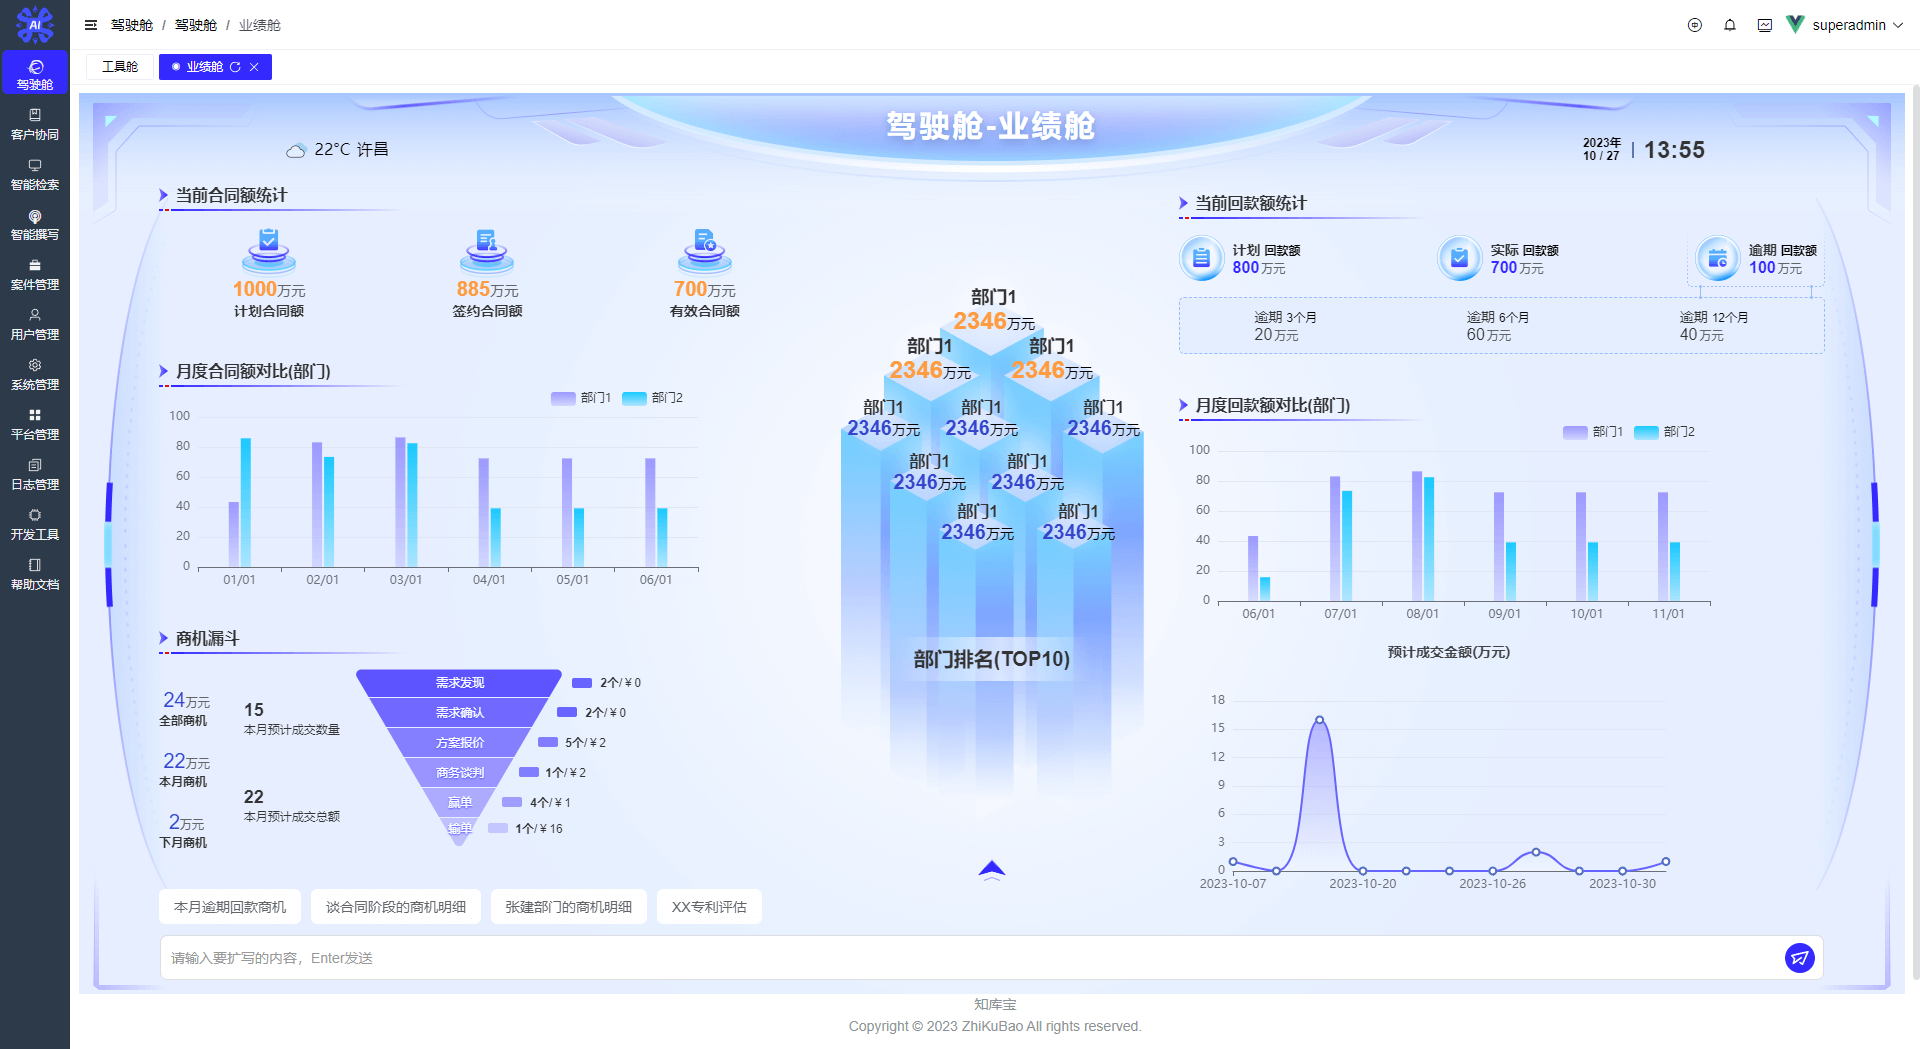 AI
驾驶舱 / 驾驶舱 / 业绩舱
superadmin
驾驶舱
客户协同
智能检索
智能撰写
案件管理
用户管理
系统管理
平台管理
日志管理
开发工具
帮助文档
工具舱
业绩舱
驾驶舱-业绩舱
22°C 许昌
2023年
10 / 27
13:55
当前合同额统计
1000万元
计划合同额
885万元
签约合同额
700万元
有效合同额
月度合同额对比(部门)
部门1 部门2
100
80
60
40
20
0
01/01 02/01 03/01 04/01 05/01 06/01
商机漏斗
24万元
全部商机
22万元
本月商机
2万元
下月商机
15
本月预计成交数量
22
本月预计成交总额
需求发现 2个/ ¥ 0
需求确认 2个/ ¥ 0
方案报价 5个/ ¥ 2
商务谈判 1个/ ¥ 2
赢单 4个/ ¥ 1
输单 1个/ ¥ 16
部门1
2346万元
部门1 部门1
2346万元 2346万元
部门1 部门1 部门1
2346万元 2346万元 2346万元
部门1 部门1
2346万元 2346万元
部门1 部门1
2346万元 2346万元
部门排名(TOP10)
当前回款额统计
计划 回款额
800万元
实际 回款额
700万元
逾期 回款额
100万元
逾期 3个月
20万元
逾期 6个月
60万元
逾期 12个月
40万元
月度回款额对比(部门)
部门1 部门2
100
80
60
40
20
0
06/01 07/01 08/01 09/01 10/01 11/01
预计成交金额(万元)
18
15
12
9
6
3
0
2023-10-07 2023-10-20 2023-10-26 2023-10-30
本月逾期回款商机 谈合同阶段的商机明细 张建部门的商机明细 XX专利评估
请输入要扩写的内容，Enter发送
知库宝
Copyright © 2023 ZhiKuBao All rights reserved.